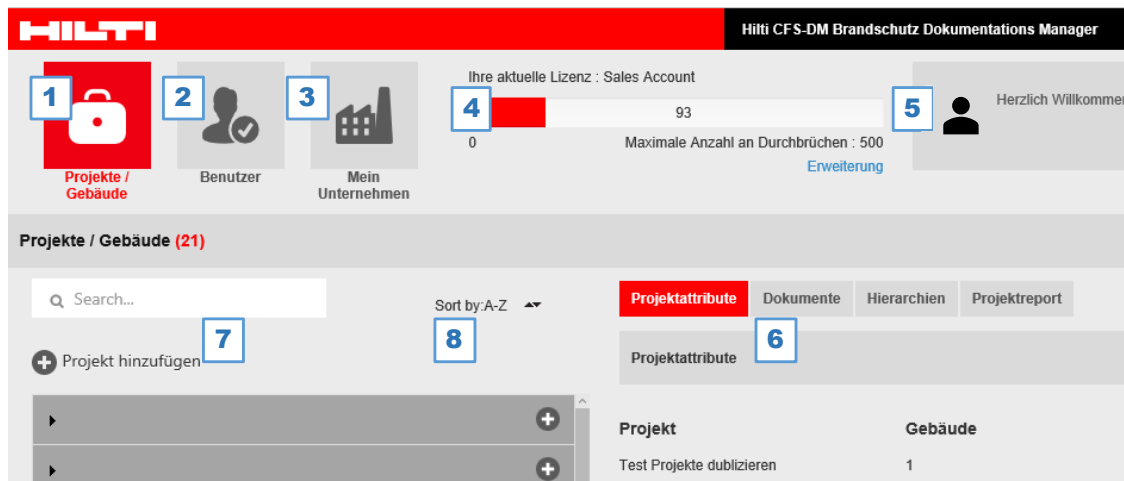 HILTI
Hilti CFS-DM Brandschutz Dokumentations Manager
1
2
3
4
5
Projekte /
Gebäude
Benutzer
Mein
Unternehmen
Ihre aktuelle Lizenz : Sales Account
93
0
Maximale Anzahl an Durchbrüchen : 500
Erweiterung
Herzlich Willkommen
Projekte / Gebäude (21)
Search...
Sort by:A-Z
7
8
Projekt hinzufügen
Projektattribute
Dokumente
Hierarchien
Projektreport
6
Projektattribute
Projekt
Gebäude
Test Projekte dublizieren
1